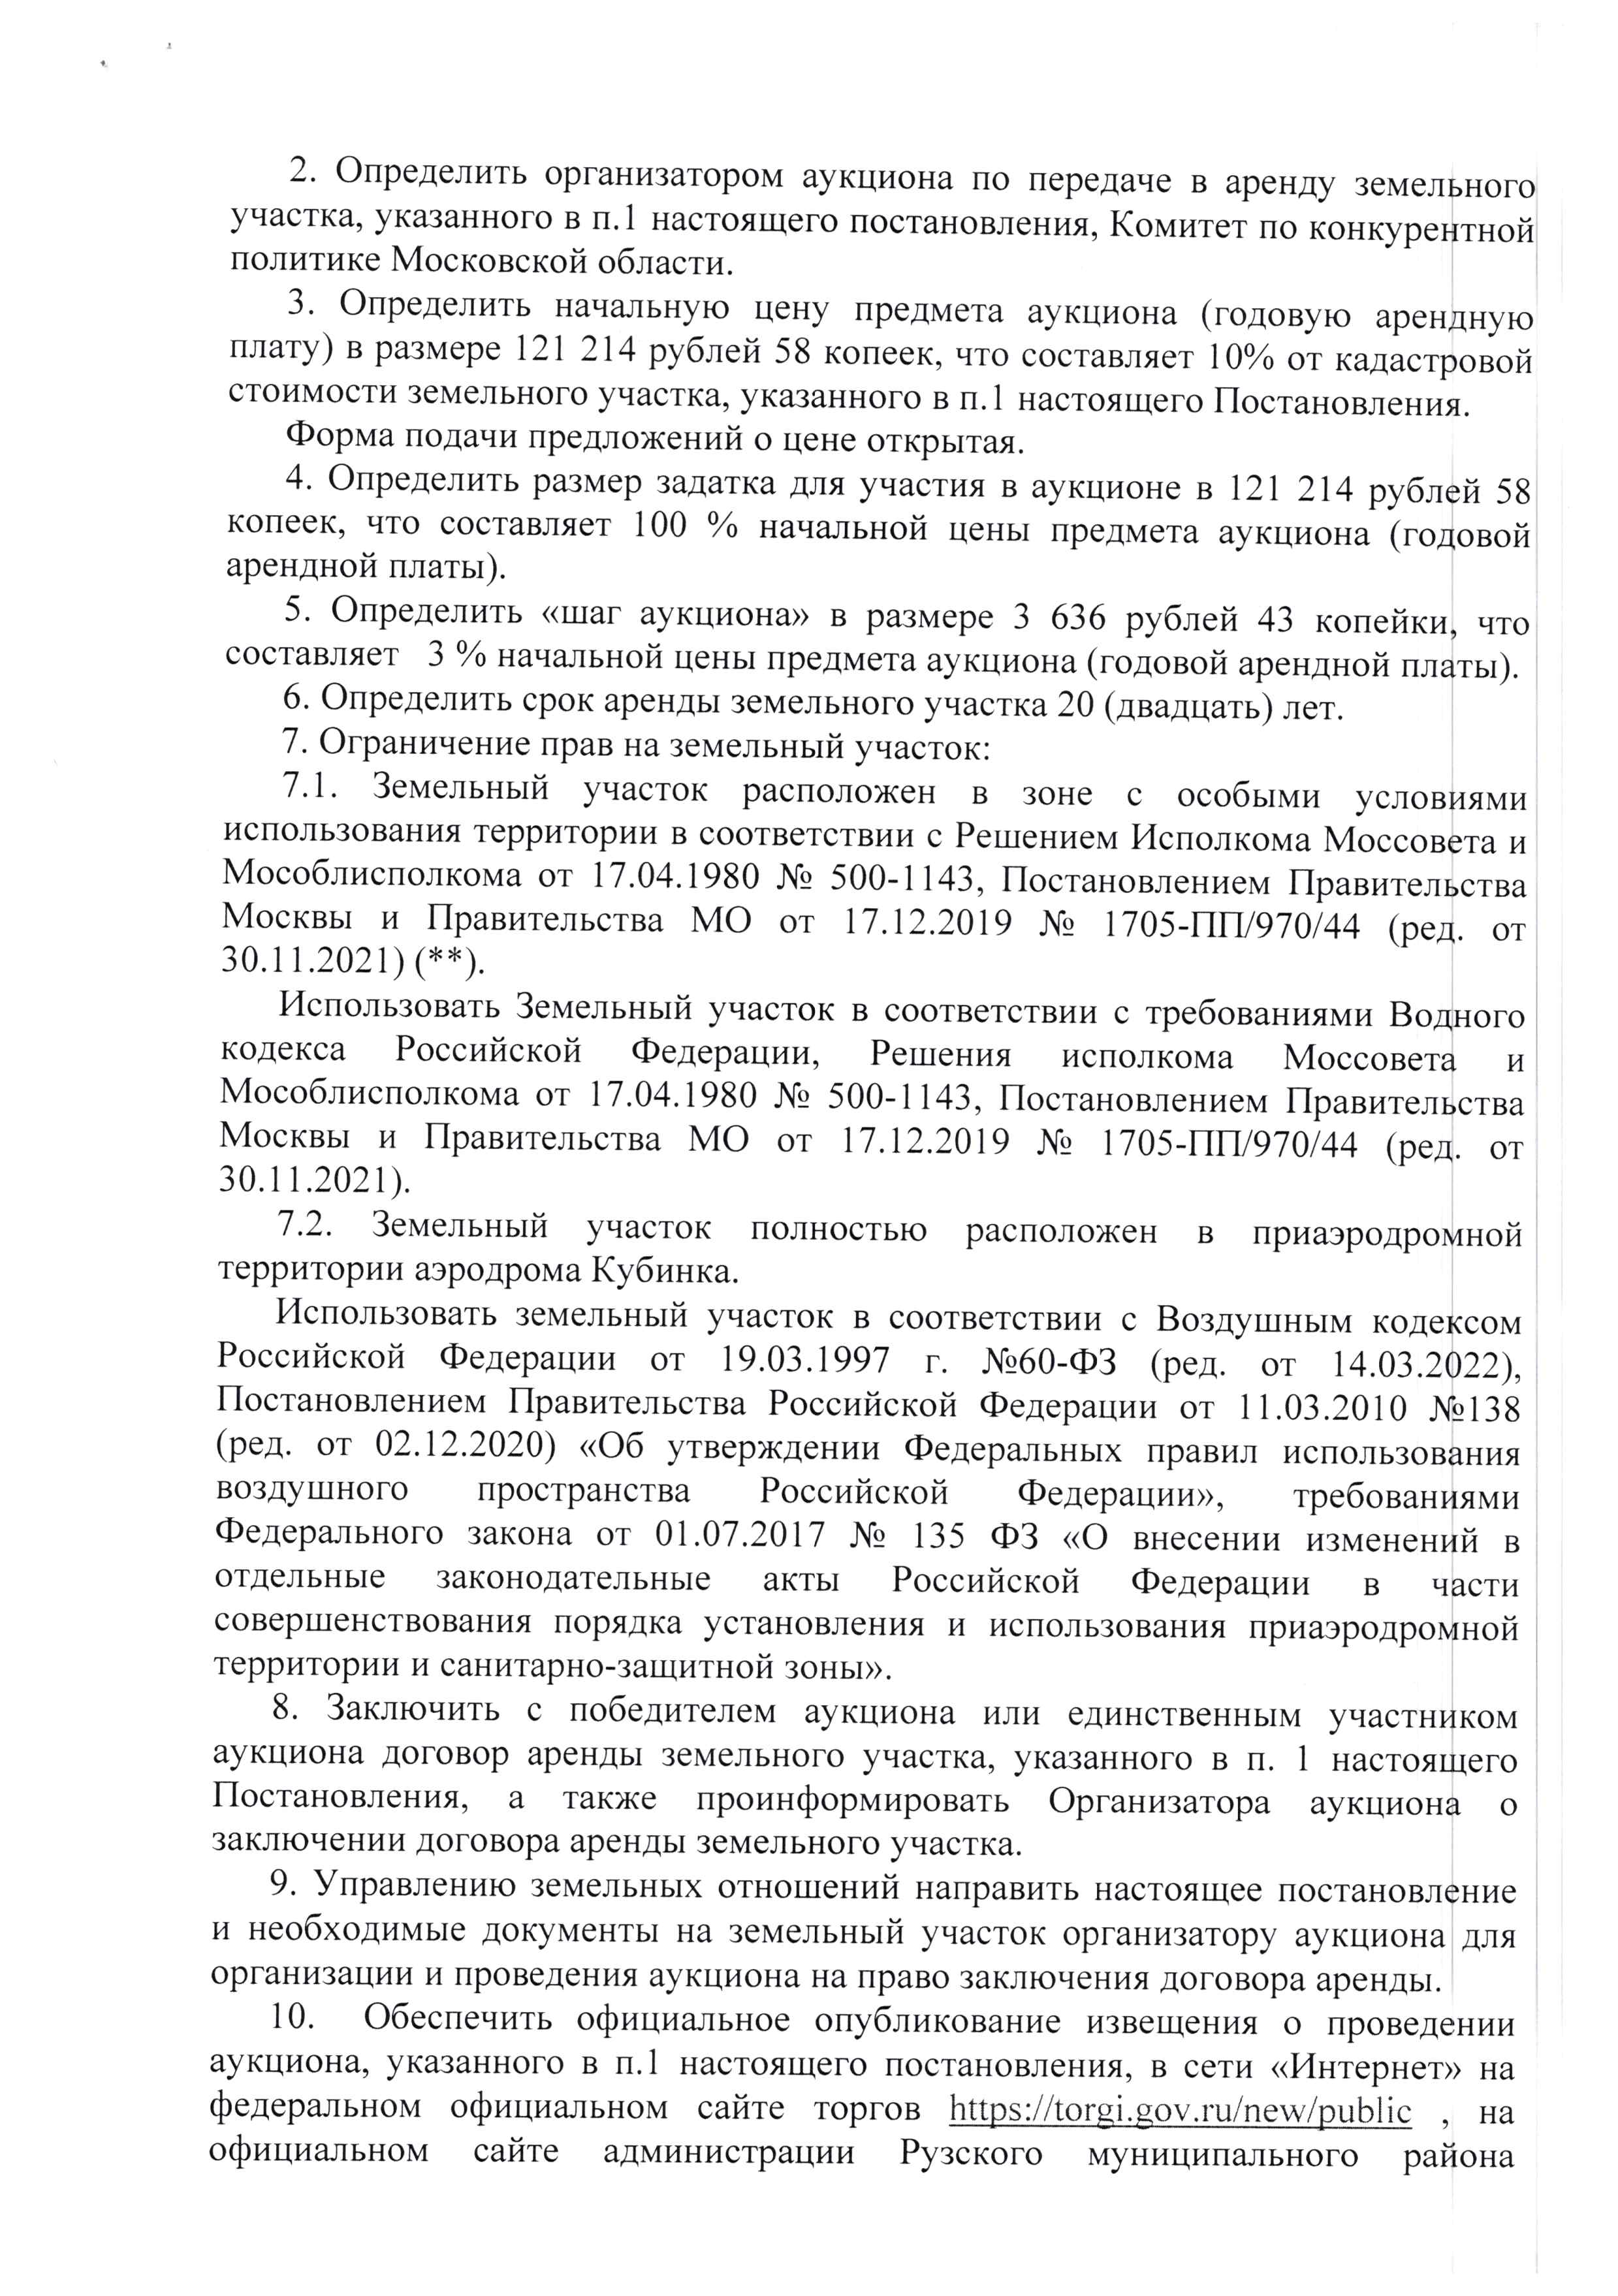 2. Определить организатором аукциона по передаче в аренду земельного
участка, указанного в п.1 настоящего постановления, Комитет по конкурентной
политике Московской области.
3. Определить начальную цену предмета аукциона (годовую арендную
плату) в размере 121 214 рублей 58 копеек, что составляет 10% от кадастровой
стоимости земельного участка, указанного в п.1 настоящего Постановления.
Форма подачи предложений о цене открытая.
4. Определить размер задатка для участия в аукционе в 121 214 рублей 58
копеек, что составляет 100 % начальной цены предмета аукциона (годовой
арендной платы).
5. Определить «шаг аукциона» в размере 3 636 рублей 43 копейки, что
составляет 3 % начальной цены предмета аукциона (годовой арендной платы).
6. Определить срок аренды земельного участка 20 (двадцать) лет.
7. Ограничение прав на земельный участок:
7.1. Земельный участок расположен в зоне с особыми условиями
использования территории в соответствии с Решением Исполкома Моссовета и
Мособлисполкома от 17.04.1980 № 500-1143, Постановлением Правительства
Москвы и Правительства МО от 17.12.2019 № 1705-ПП/970/44 (ред. от
30.11.2021) (**).
Использовать Земельный участок в соответствии с требованиями Водного
кодекса Российской Федерации, Решения исполкома Моссовета и
Мособлисполкома от 17.04.1980 № 500-1143, Постановлением Правительства
Москвы и Правительства МО от 17.12.2019 № 1705-ПП/970/44 (ред. от
30.11.2021).
7.2. Земельный участок полностью расположен в приаэродромной
территории аэродрома Кубинка.
Использовать земельный участок в соответствии с Воздушным кодексом
Российской Федерации от 19.03.1997 г. №60-ФЗ (ред. от 14.03.2022),
Постановлением Правительства Российской Федерации от 11.03.2010 №138
(ред. от 02.12.2020) «Об утверждении Федеральных правил использования
воздушного пространства Российской Федерации», требованиями
Федерального закона от 01.07.2017 № 135 ФЗ «О внесении изменений в
отдельные законодательные акты Российской Федерации в части
совершенствования порядка установления и использования приаэродромной
территории и санитарно-защитной зоны».
8. Заключить с победителем аукциона или единственным участником
аукциона договор аренды земельного участка, указанного в п. 1 настоящего
Постановления, а также проинформировать Организатора аукциона о
заключении договора аренды земельного участка.
9. Управлению земельных отношений направить настоящее постановление
и необходимые документы на земельный участок организатору аукциона для
организации и проведения аукциона на право заключения договора аренды.
10. Обеспечить официальное опубликование извещения о проведении
аукциона, указанного в п.1 настоящего постановления, в сети «Интернет» на
федеральном официальном сайте торгов https://torgi.gov.ru/new/public , на
официальном сайте администрации Рузского муниципального района